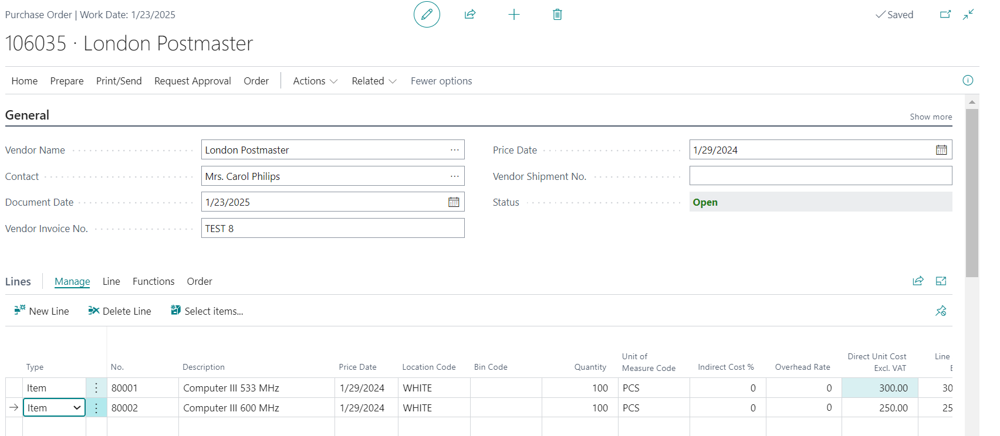 Purchase Order | Work Date: 1/23/2025
Saved
106035 · London Postmaster
Home Prepare Print/Send Request Approval Order Actions Related Fewer options
General
Show more
Vendor Name London Postmaster
Price Date 1/29/2024
Contact Mrs. Carol Philips
Vendor Shipment No.
Document Date 1/23/2025
Status Open
Vendor Invoice No. TEST 8
Lines Manage Line Functions Order
New Line Delete Line Select items...
Type No. Description Price Date Location Code Bin Code Quantity Unit of Measure Code Indirect Cost % Overhead Rate Direct Unit Cost Excl. VAT Line
Item 80001 Computer III 533 MHz 1/29/2024 WHITE 100 PCS 0 0 300.00 30
Item 80002 Computer III 600 MHz 1/29/2024 WHITE 100 PCS 0 0 250.00 25